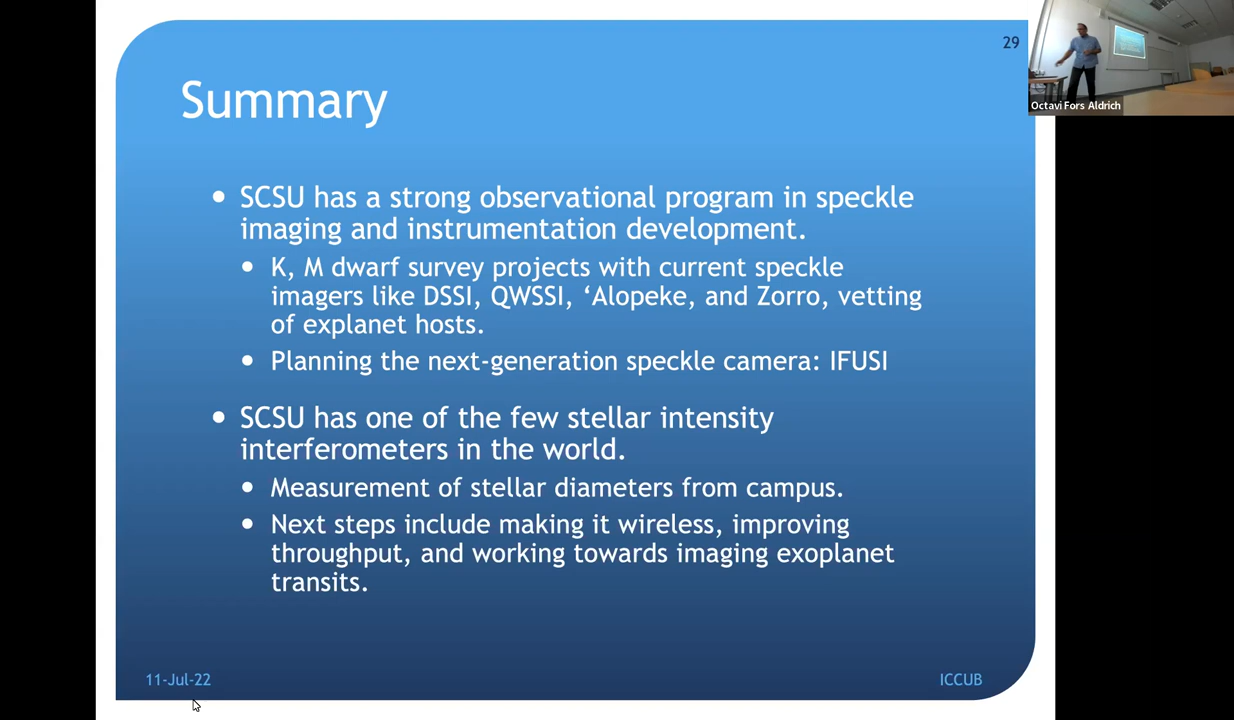 29
Octavi Fors Aldrich
Summary
• SCSU has a strong observational program in speckle
imaging and instrumentation development.
• K, M dwarf survey projects with current speckle
imagers like DSSI, QWSSI, ‘Alopeke, and Zorro, vetting
of explanet hosts.
• Planning the next-generation speckle camera: IFUSI
• SCSU has one of the few stellar intensity
interferometers in the world.
• Measurement of stellar diameters from campus.
• Next steps include making it wireless, improving
throughput, and working towards imaging exoplanet
transits.
11-Jul-22
ICCUB